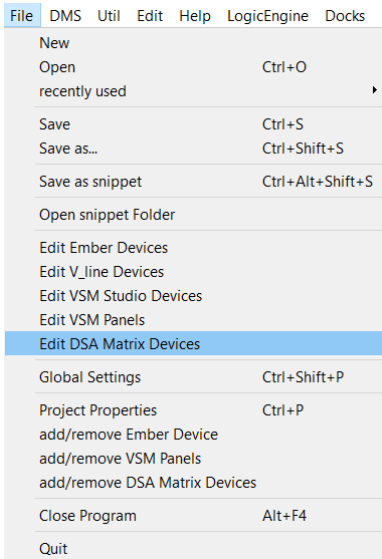 File DMS Util Edit Help LogicEngine Docks
New
Open Ctrl+O
recently used
Save Ctrl+S
Save as... Ctrl+Shift+S
Save as snippet Ctrl+Alt+Shift+S
Open snippet Folder
Edit Ember Devices
Edit V_line Devices
Edit VSM Studio Devices
Edit VSM Panels
Edit DSA Matrix Devices
Global Settings Ctrl+Shift+P
Project Properties Ctrl+P
add/remove Ember Device
add/remove VSM Panels
add/remove DSA Matrix Devices
Close Program Alt+F4
Quit